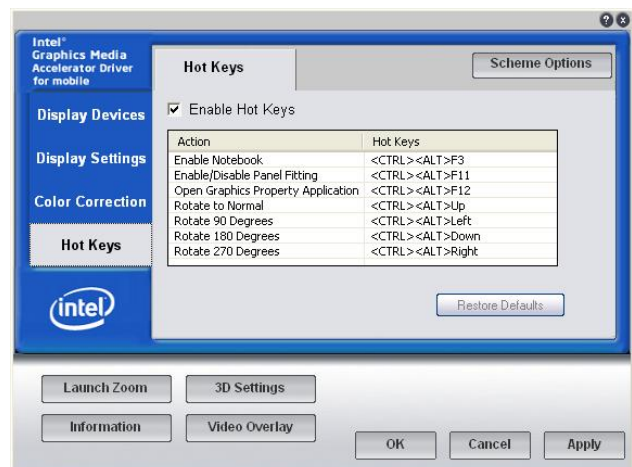 Intel®
Graphics Media
Accelerator Driver
for mobile
Hot Keys
Scheme Options
Display Devices
Display Settings
Color Correction
Hot Keys
intel
Enable Hot Keys
Action Hot Keys
Enable Notebook <CTRL><ALT>F3
Enable/Disable Panel Fitting <CTRL><ALT>F11
Open Graphics Property Application <CTRL><ALT>F12
Rotate to Normal <CTRL><ALT>Up
Rotate 90 Degrees <CTRL><ALT>Left
Rotate 180 Degrees <CTRL><ALT>Down
Rotate 270 Degrees <CTRL><ALT>Right
Restore Defaults
Launch Zoom
3D Settings
Information
Video Overlay
OK
Cancel
Apply